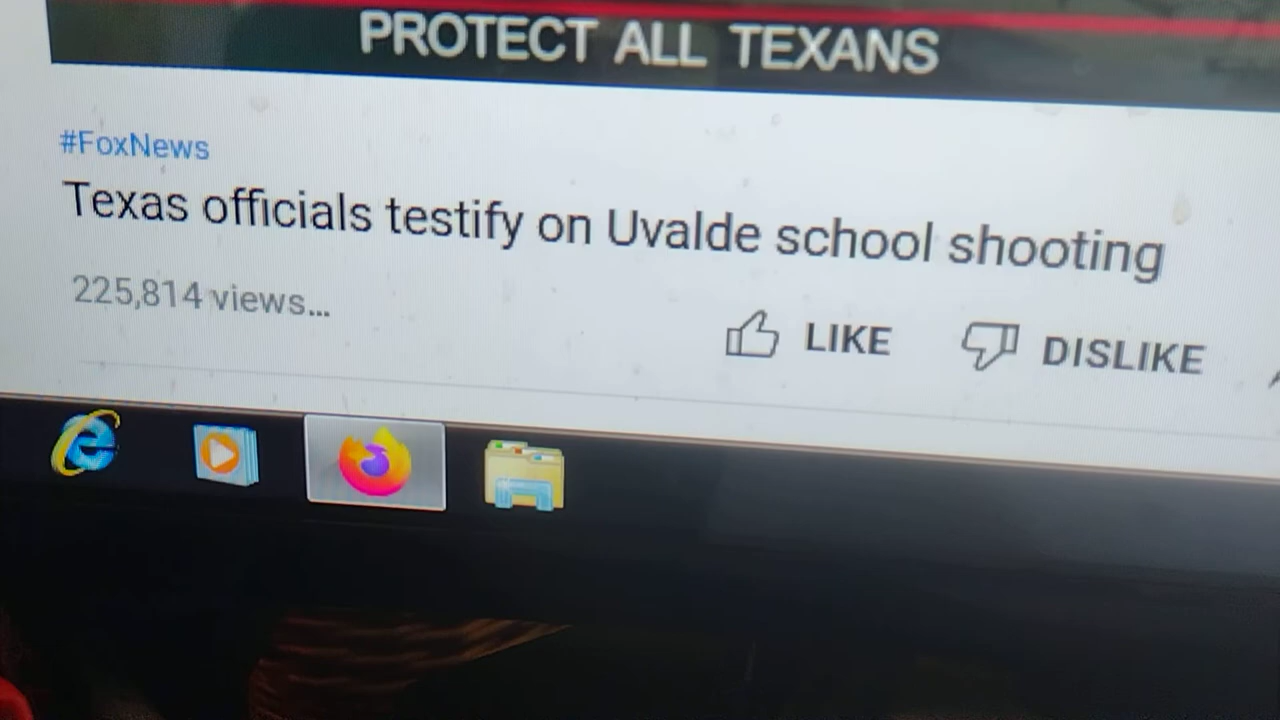 PROTECT ALL TEXANS
#FoxNews
Texas officials testify on Uvalde school shooting
225,814 views...
LIKE DISLIKE